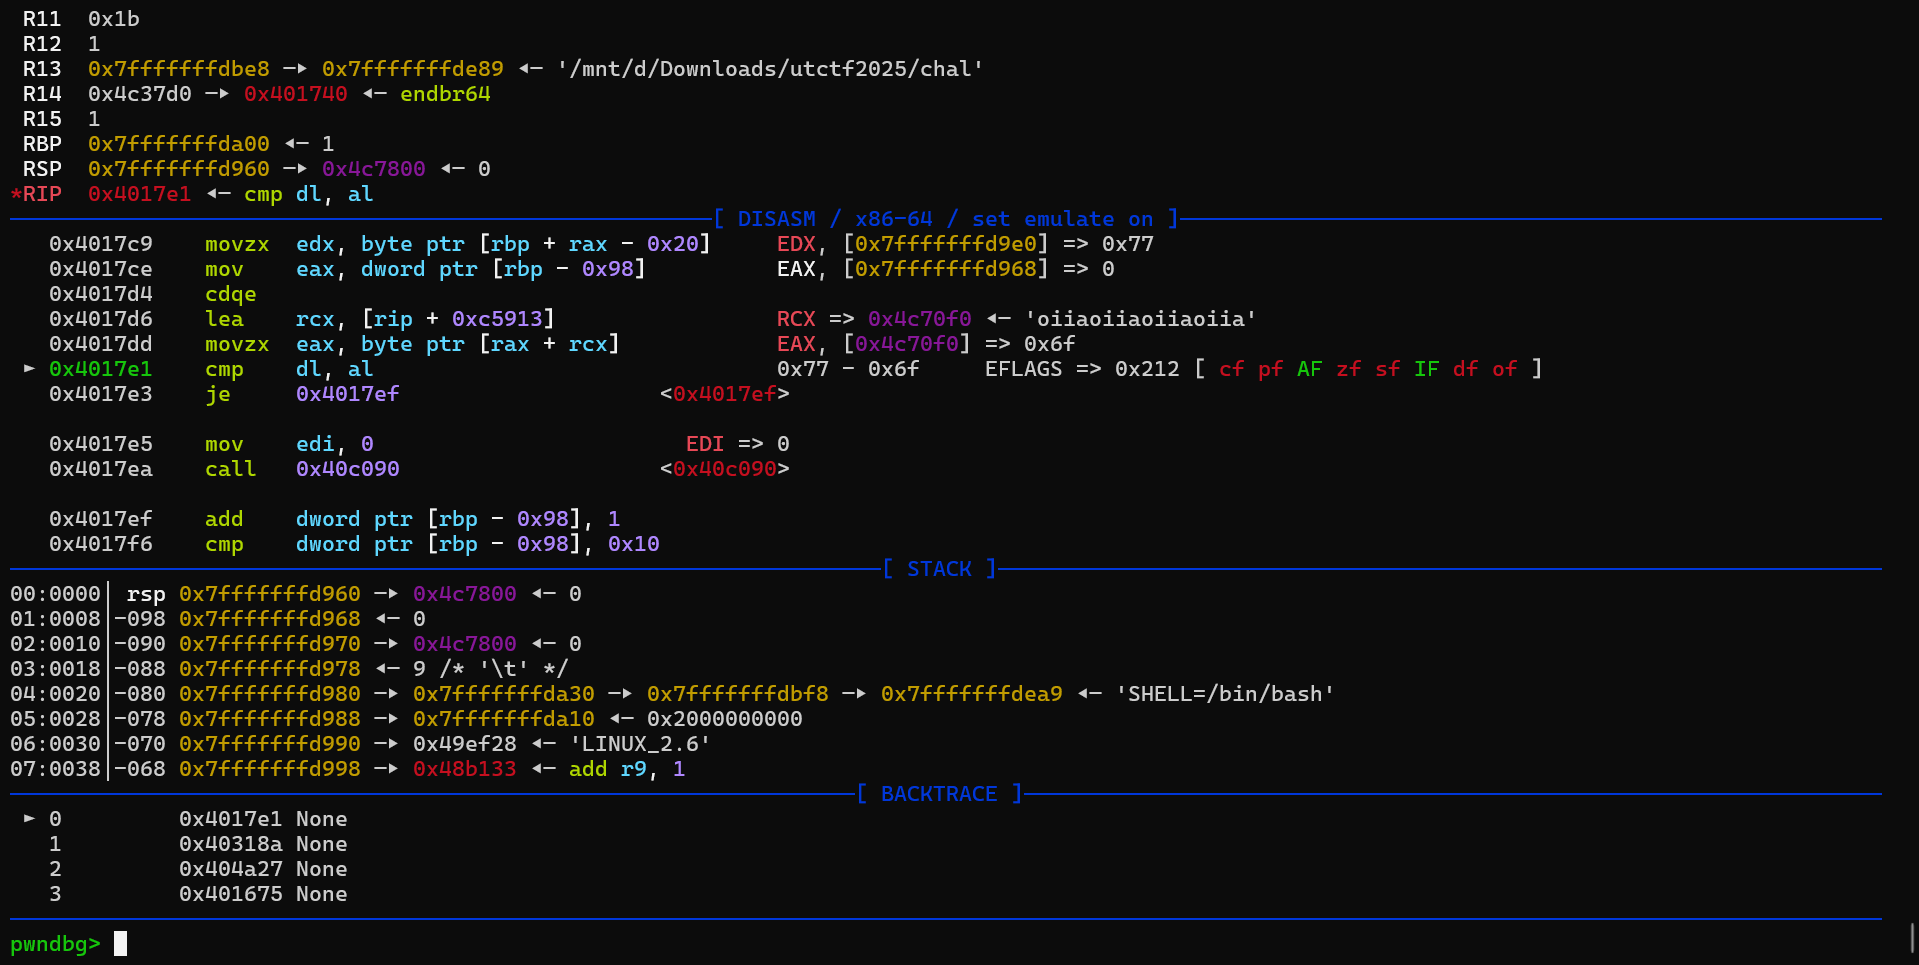 R11 0x1b
R12 1
R13 0x7fffffffdbe8 —▸ 0x7fffffffde89 ◂— '/mnt/d/Downloads/utctf2025/chal'
R14 0x4c37d0 —▸ 0x401740 ◂— endbr64
R15 1
RBP 0x7fffffffda00 ◂— 1
RSP 0x7fffffffd960 —▸ 0x4c7800 ◂— 0
*RIP 0x4017e1 ◂— cmp dl, al
[ DISASM / x86-64 / set emulate on ]
0x4017c9 movzx edx, byte ptr [rbp + rax - 0x20] EDX, [0x7fffffffd9e0] => 0x77
0x4017ce mov eax, dword ptr [rbp - 0x98] EAX, [0x7fffffffd968] => 0
0x4017d4 cdqe
0x4017d6 lea rcx, [rip + 0xc5913] RCX => 0x4c70f0 ◂— 'oiiaoiiaoiiaoiia'
0x4017dd movzx eax, byte ptr [rax + rcx] EAX, [0x4c70f0] => 0x6f
► 0x4017e1 cmp dl, al 0x77 - 0x6f EFLAGS => 0x212 [ cf pf AF zf sf IF df of ]
0x4017e3 je 0x4017ef <0x4017ef>
0x4017e5 mov edi, 0 EDI => 0
0x4017ea call 0x40c090 <0x40c090>
0x4017ef add dword ptr [rbp - 0x98], 1
0x4017f6 cmp dword ptr [rbp - 0x98], 0x10
[ STACK ]
00:0000│ rsp 0x7fffffffd960 —▸ 0x4c7800 ◂— 0
01:0008│-098 0x7fffffffd968 ◂— 0
02:0010│-090 0x7fffffffd970 —▸ 0x4c7800 ◂— 0
03:0018│-088 0x7fffffffd978 ◂— 9 /* '\t' */
04:0020│-080 0x7fffffffd980 —▸ 0x7fffffffda30 —▸ 0x7fffffffdbf8 —▸ 0x7fffffffdea9 ◂— 'SHELL=/bin/bash'
05:0028│-078 0x7fffffffd988 —▸ 0x7fffffffda10 ◂— 0x2000000000
06:0030│-070 0x7fffffffd990 —▸ 0x49ef28 ◂— 'LINUX_2.6'
07:0038│-068 0x7fffffffd998 —▸ 0x48b133 ◂— add r9, 1
[ BACKTRACE ]
► 0 0x4017e1 None
1 0x40318a None
2 0x404a27 None
3 0x401675 None
pwndbg>